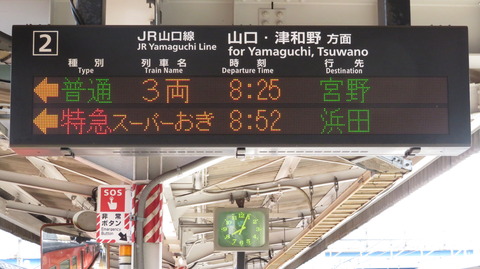 2 JR山口線 山口・津和野 方面
JR Yamaguchi Line for Yamaguchi, Tsuwano
種別 列車名 時刻 行先
Type Train Name Departure Time Destination
普通 3両 8:25 宮野
特急 スーパーおき 8:52 浜田
SOS
非常
ボタン
Emergency
Button